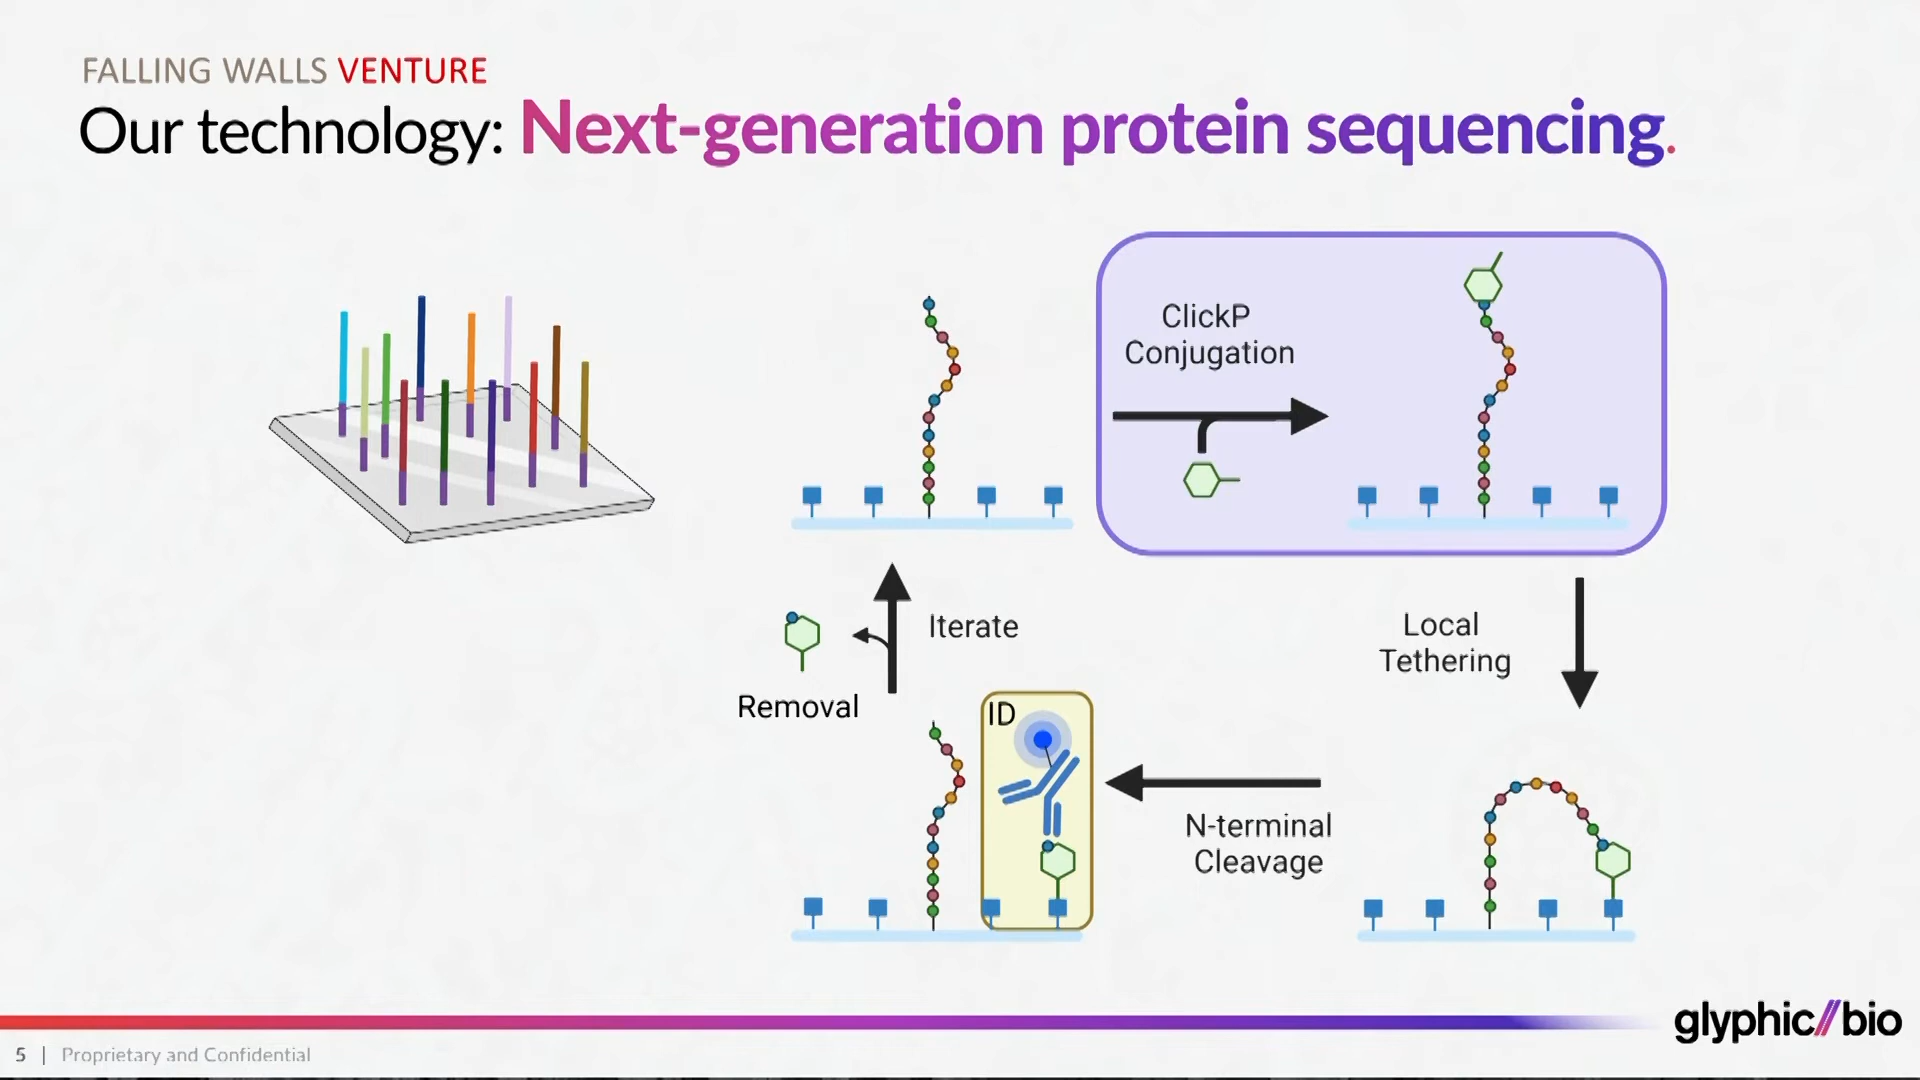 FALLING WALLS VENTURE
Our technology: Next-generation protein sequencing.
ClickP
Conjugation
Local
Tethering
N-terminal
Cleavage
ID
Iterate
Removal
glyphic//bio
5 | Proprietary and Confidential